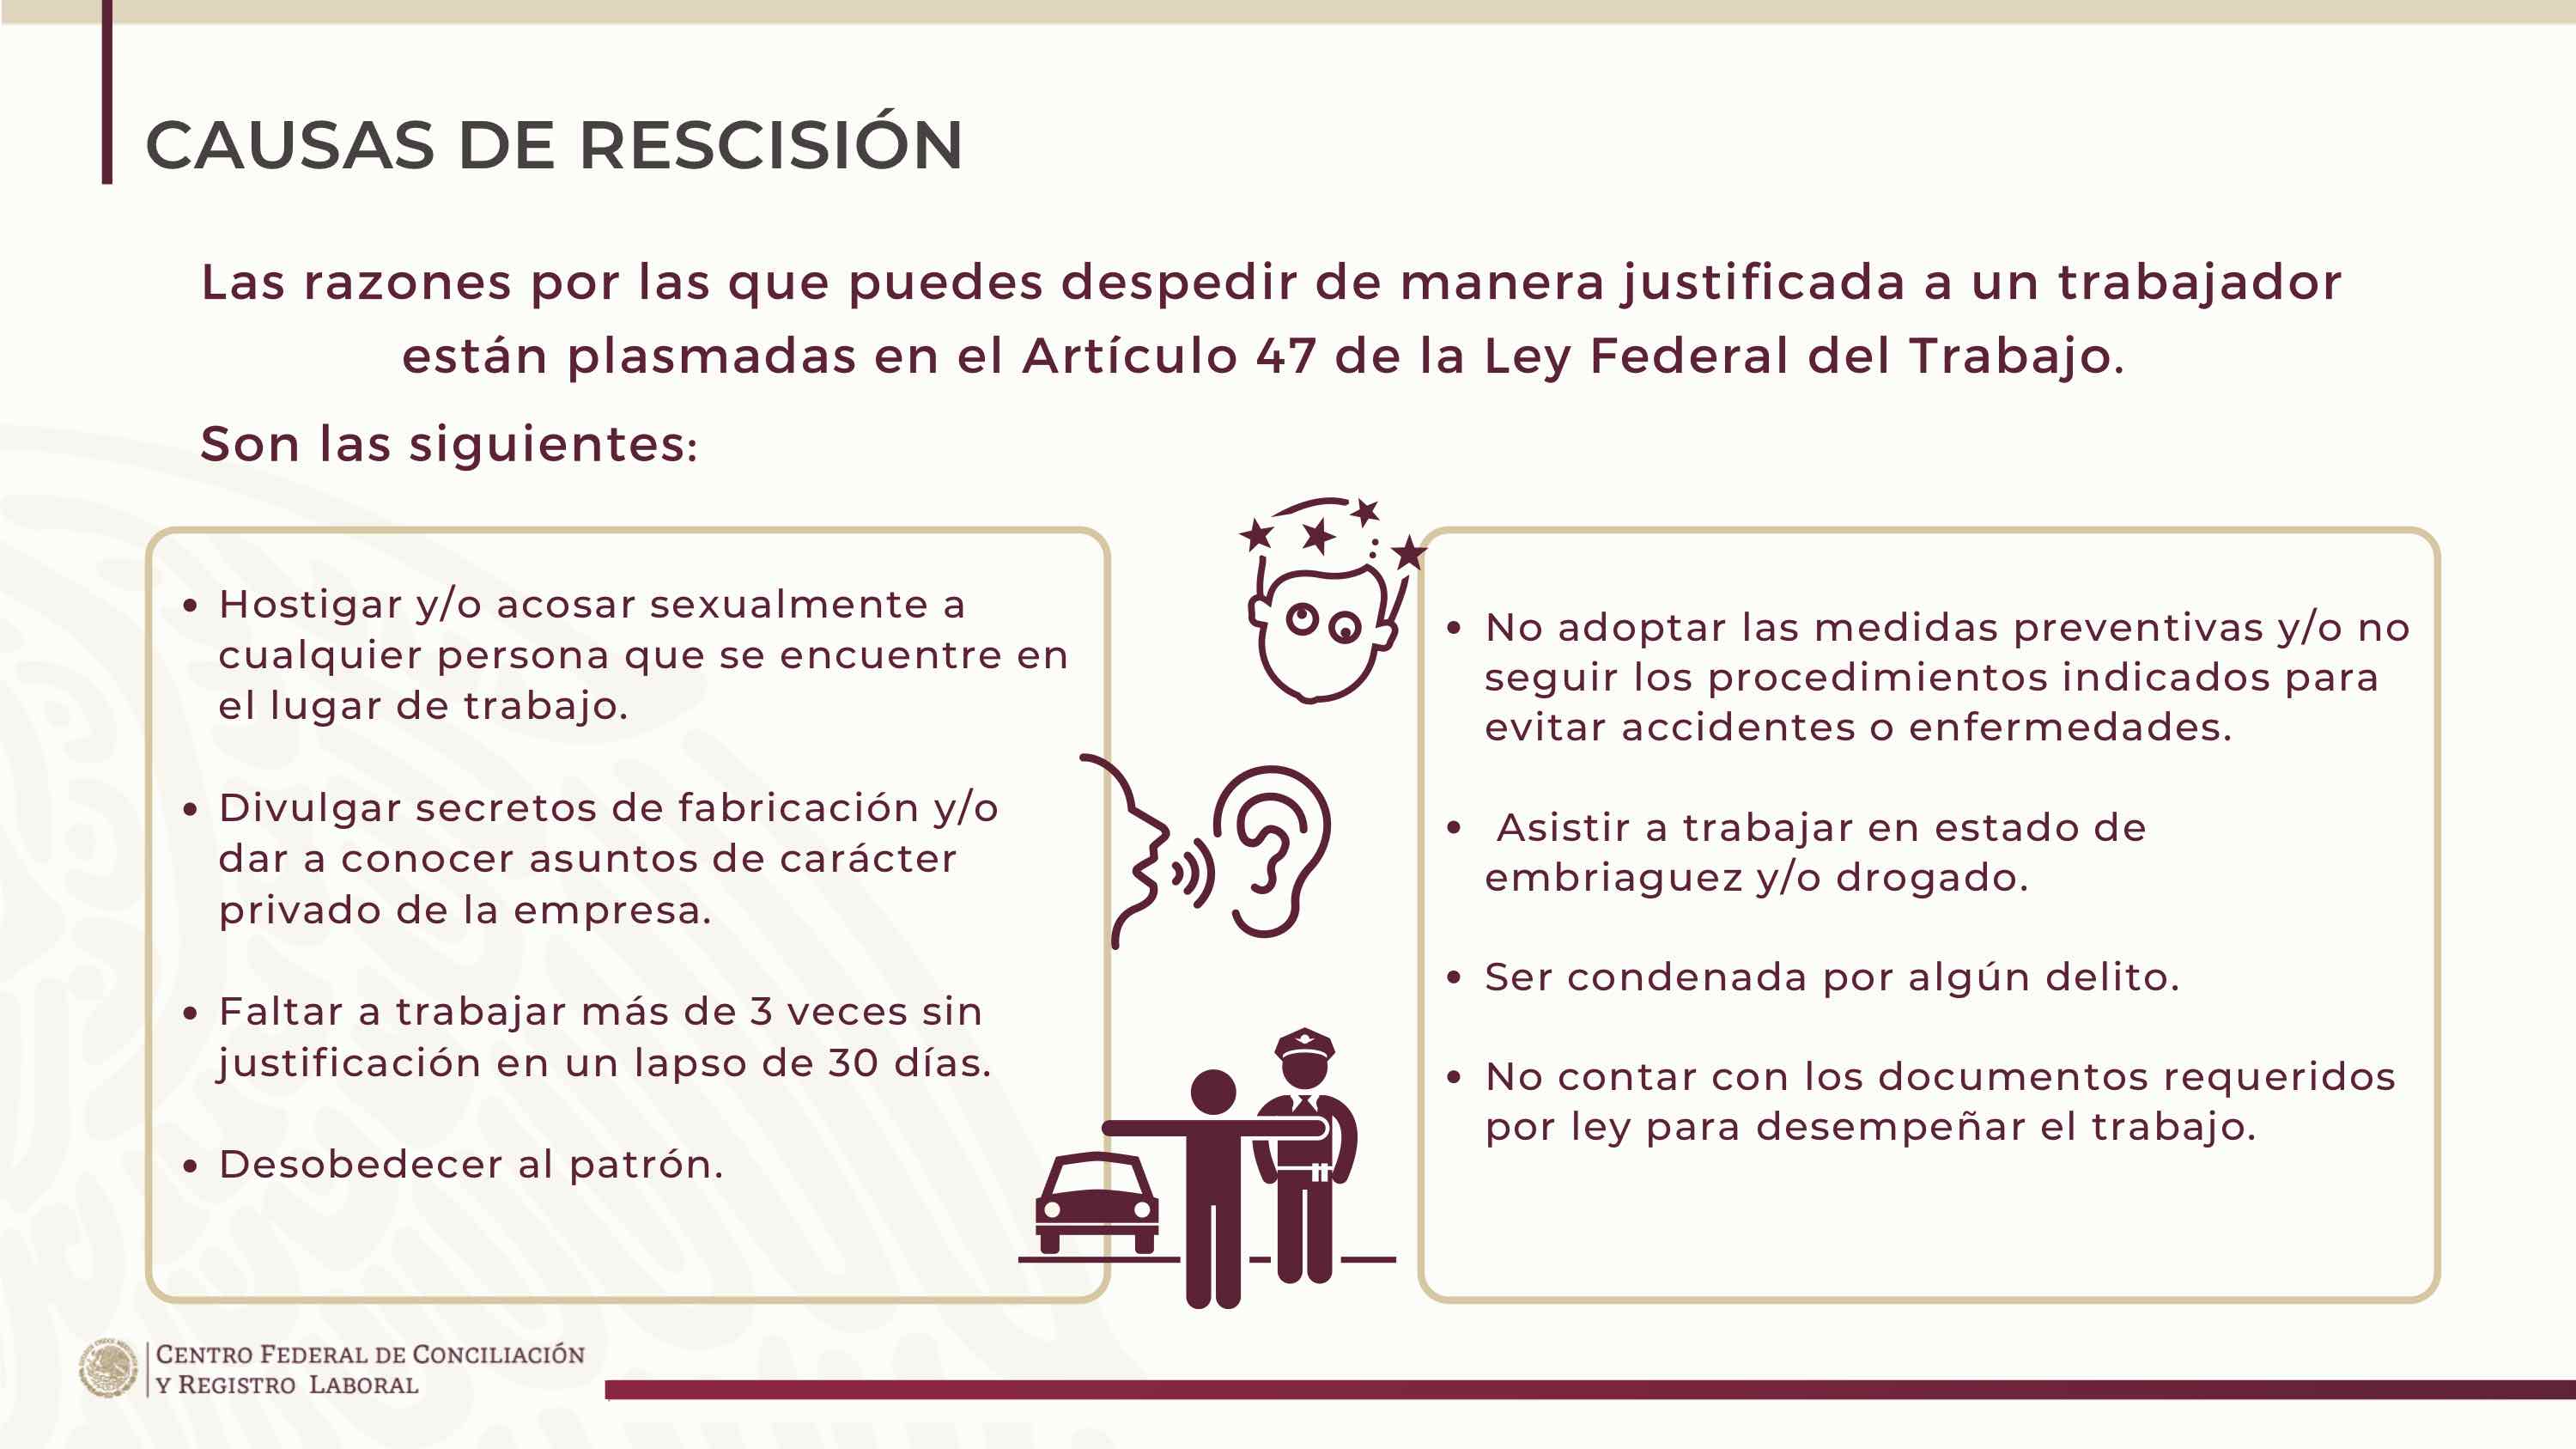 CAUSAS DE RESCISIÓN
Las razones por las que puedes despedir de manera justificada a un trabajador
están plasmadas en el Artículo 47 de la Ley Federal del Trabajo.
Son las siguientes:
• Hostigar y/o acosar sexualmente a
cualquier persona que se encuentre en
el lugar de trabajo.
• Divulgar secretos de fabricación y/o
dar a conocer asuntos de carácter
privado de la empresa.
• Faltar a trabajar más de 3 veces sin
justificación en un lapso de 30 días.
• Desobedecer al patrón.
• No adoptar las medidas preventivas y/o no
seguir los procedimientos indicados para
evitar accidentes o enfermedades.
• Asistir a trabajar en estado de
embriaguez y/o drogado.
• Ser condenada por algún delito.
• No contar con los documentos requeridos
por ley para desempeñar el trabajo.
CENTRO FEDERAL DE CONCILIACIÓN
Y REGISTRO LABORAL